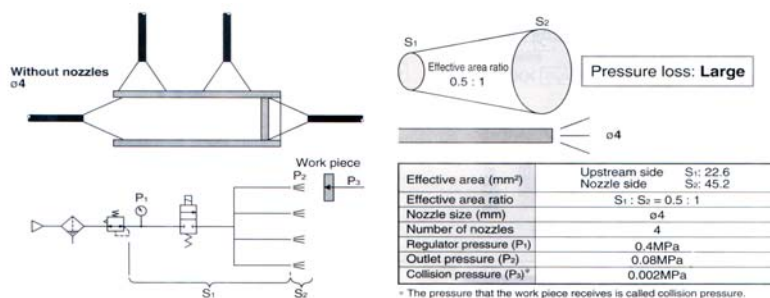 Without nozzles
ø4
Work piece
P₂
P₃
P₁
S₁
S₂
S₂
S₁
Effective area ratio
0.5 : 1
Pressure loss: Large
ø4
Effective area (mm²) Upstream side S₁: 22.6
Nozzle side S₂: 45.2
Effective area ratio S₁ : S₂ = 0.5 : 1
Nozzle size (mm) ø4
Number of nozzles 4
Regulator pressure (P₁) 0.4MPa
Outlet pressure (P₂) 0.08MPa
Collision pressure (P₃)* 0.002MPa
* The pressure that the work piece receives is called collision pressure.